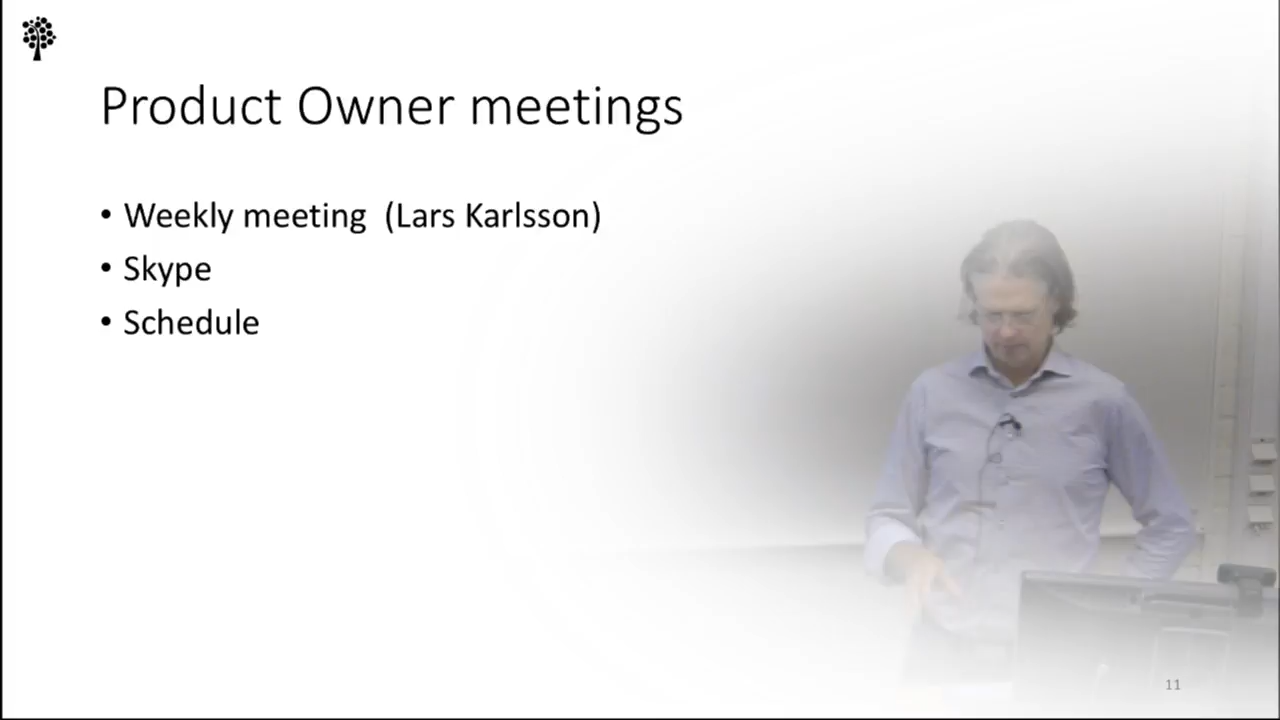 Product Owner meetings
• Weekly meeting  (Lars Karlsson)
• Skype
• Schedule
11